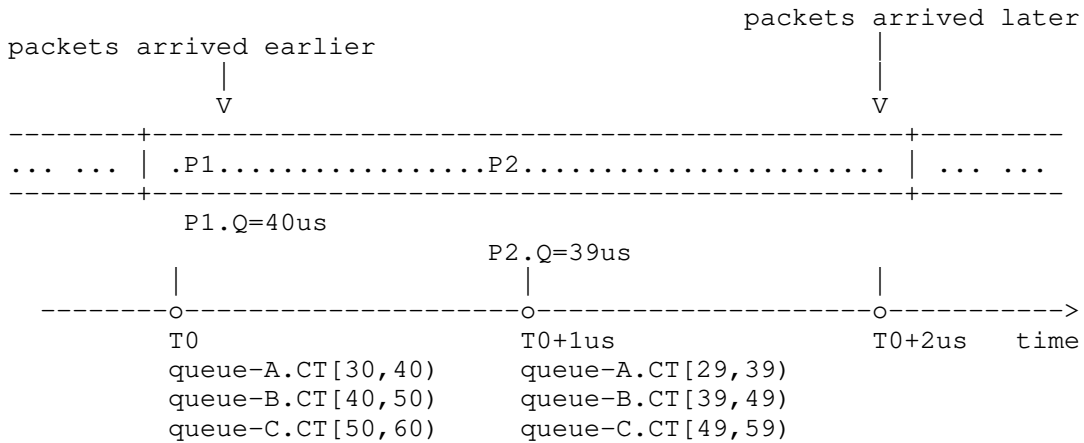 packets arrived later
packets arrived earlier                                          |
                |                                                |
                V                                                V
----------+---------------------------------------------------------+-----------
... ... | .P1....................P2........................... | ... ...
----------+---------------------------------------------------------+-----------
             P1.Q=40us
                                    P2.Q=39us
            |                          |                          |
  ----------o--------------------------o--------------------------o-------------->
            T0                         T0+1us                     T0+2us   time
            queue-A.CT[30,40)          queue-A.CT[29,39)
            queue-B.CT[40,50)          queue-B.CT[39,49)
            queue-C.CT[50,60)          queue-C.CT[49,59)